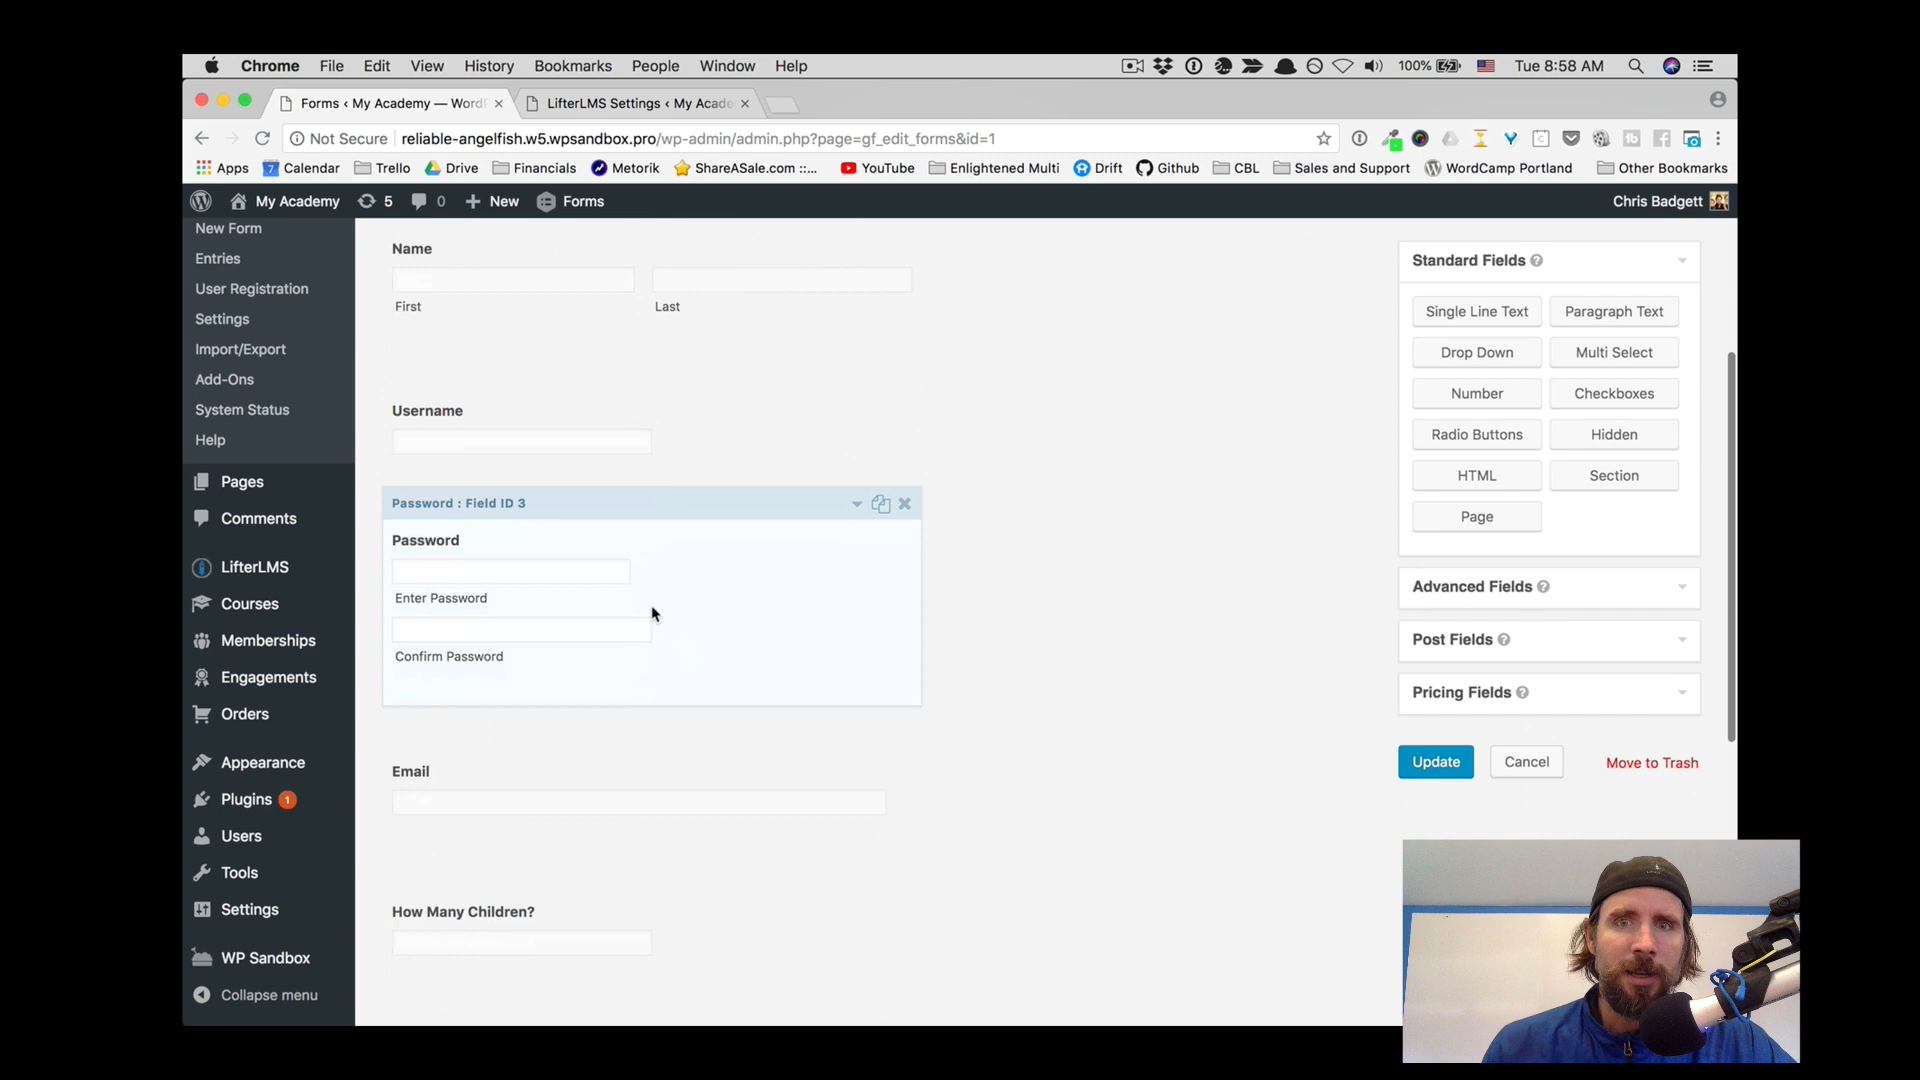 Chrome File Edit View History Bookmarks People Window Help 100% Tue 8:58 AM
Forms ‹ My Academy — WordP LifterLMS Settings ‹ My Acade
Not Secure reliable-angelfish.w5.wpsandbox.pro/wp-admin/admin.php?page=gf_edit_forms&id=1
Apps 7 Calendar Trello Drive Financials Metorik ShareASale.com ::... YouTube Enlightened Multi Drift Github CBL Sales and Support WordCamp Portland Other Bookmarks
My Academy 5 0 New Forms Chris Badgett
New Form
Entries
User Registration
Settings
Import/Export
Add-Ons
System Status
Help
Pages
Comments
LifterLMS
Courses
Memberships
Engagements
Orders
Appearance
Plugins 1
Users
Tools
Settings
WP Sandbox
Collapse menu
Name
First Last
Username
Password : Field ID 3
Password
Enter Password
Confirm Password
Email
How Many Children?
Standard Fields
Single Line Text Paragraph Text
Drop Down Multi Select
Number Checkboxes
Radio Buttons Hidden
HTML Section
Page
Advanced Fields
Post Fields
Pricing Fields
Update Cancel Move to Trash